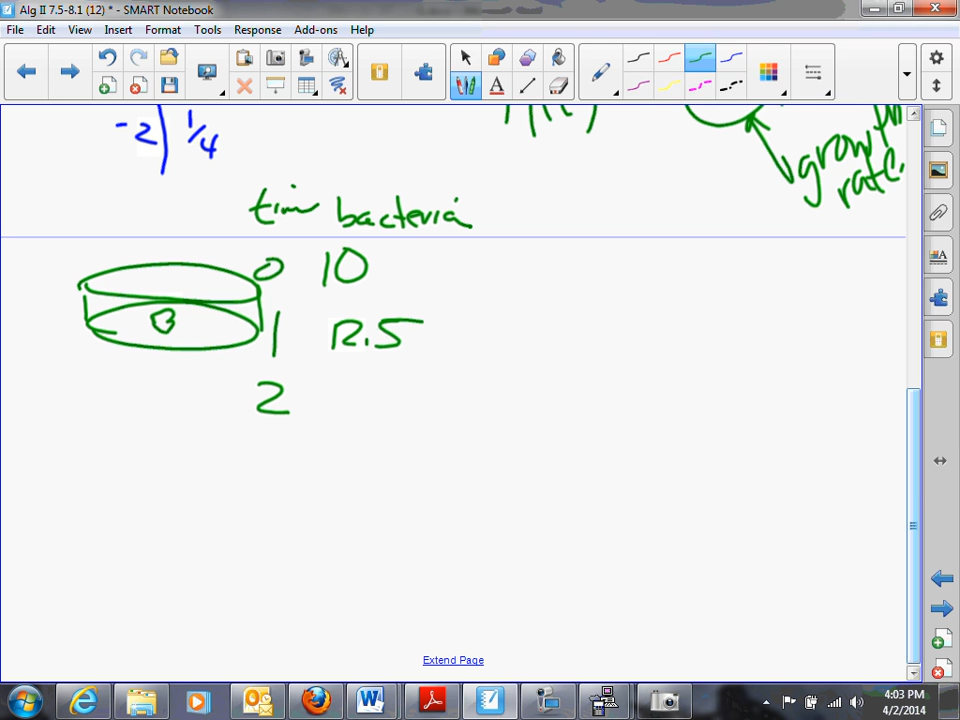 Alg II 7.5-8.1 (12) * - SMART Notebook
File Edit View Insert Format Tools Response Add-ons Help
-2 1/4
growth
rate.
bacteria
0 10
1 12.5
2
Extend Page
4:03 PM
4/2/2014